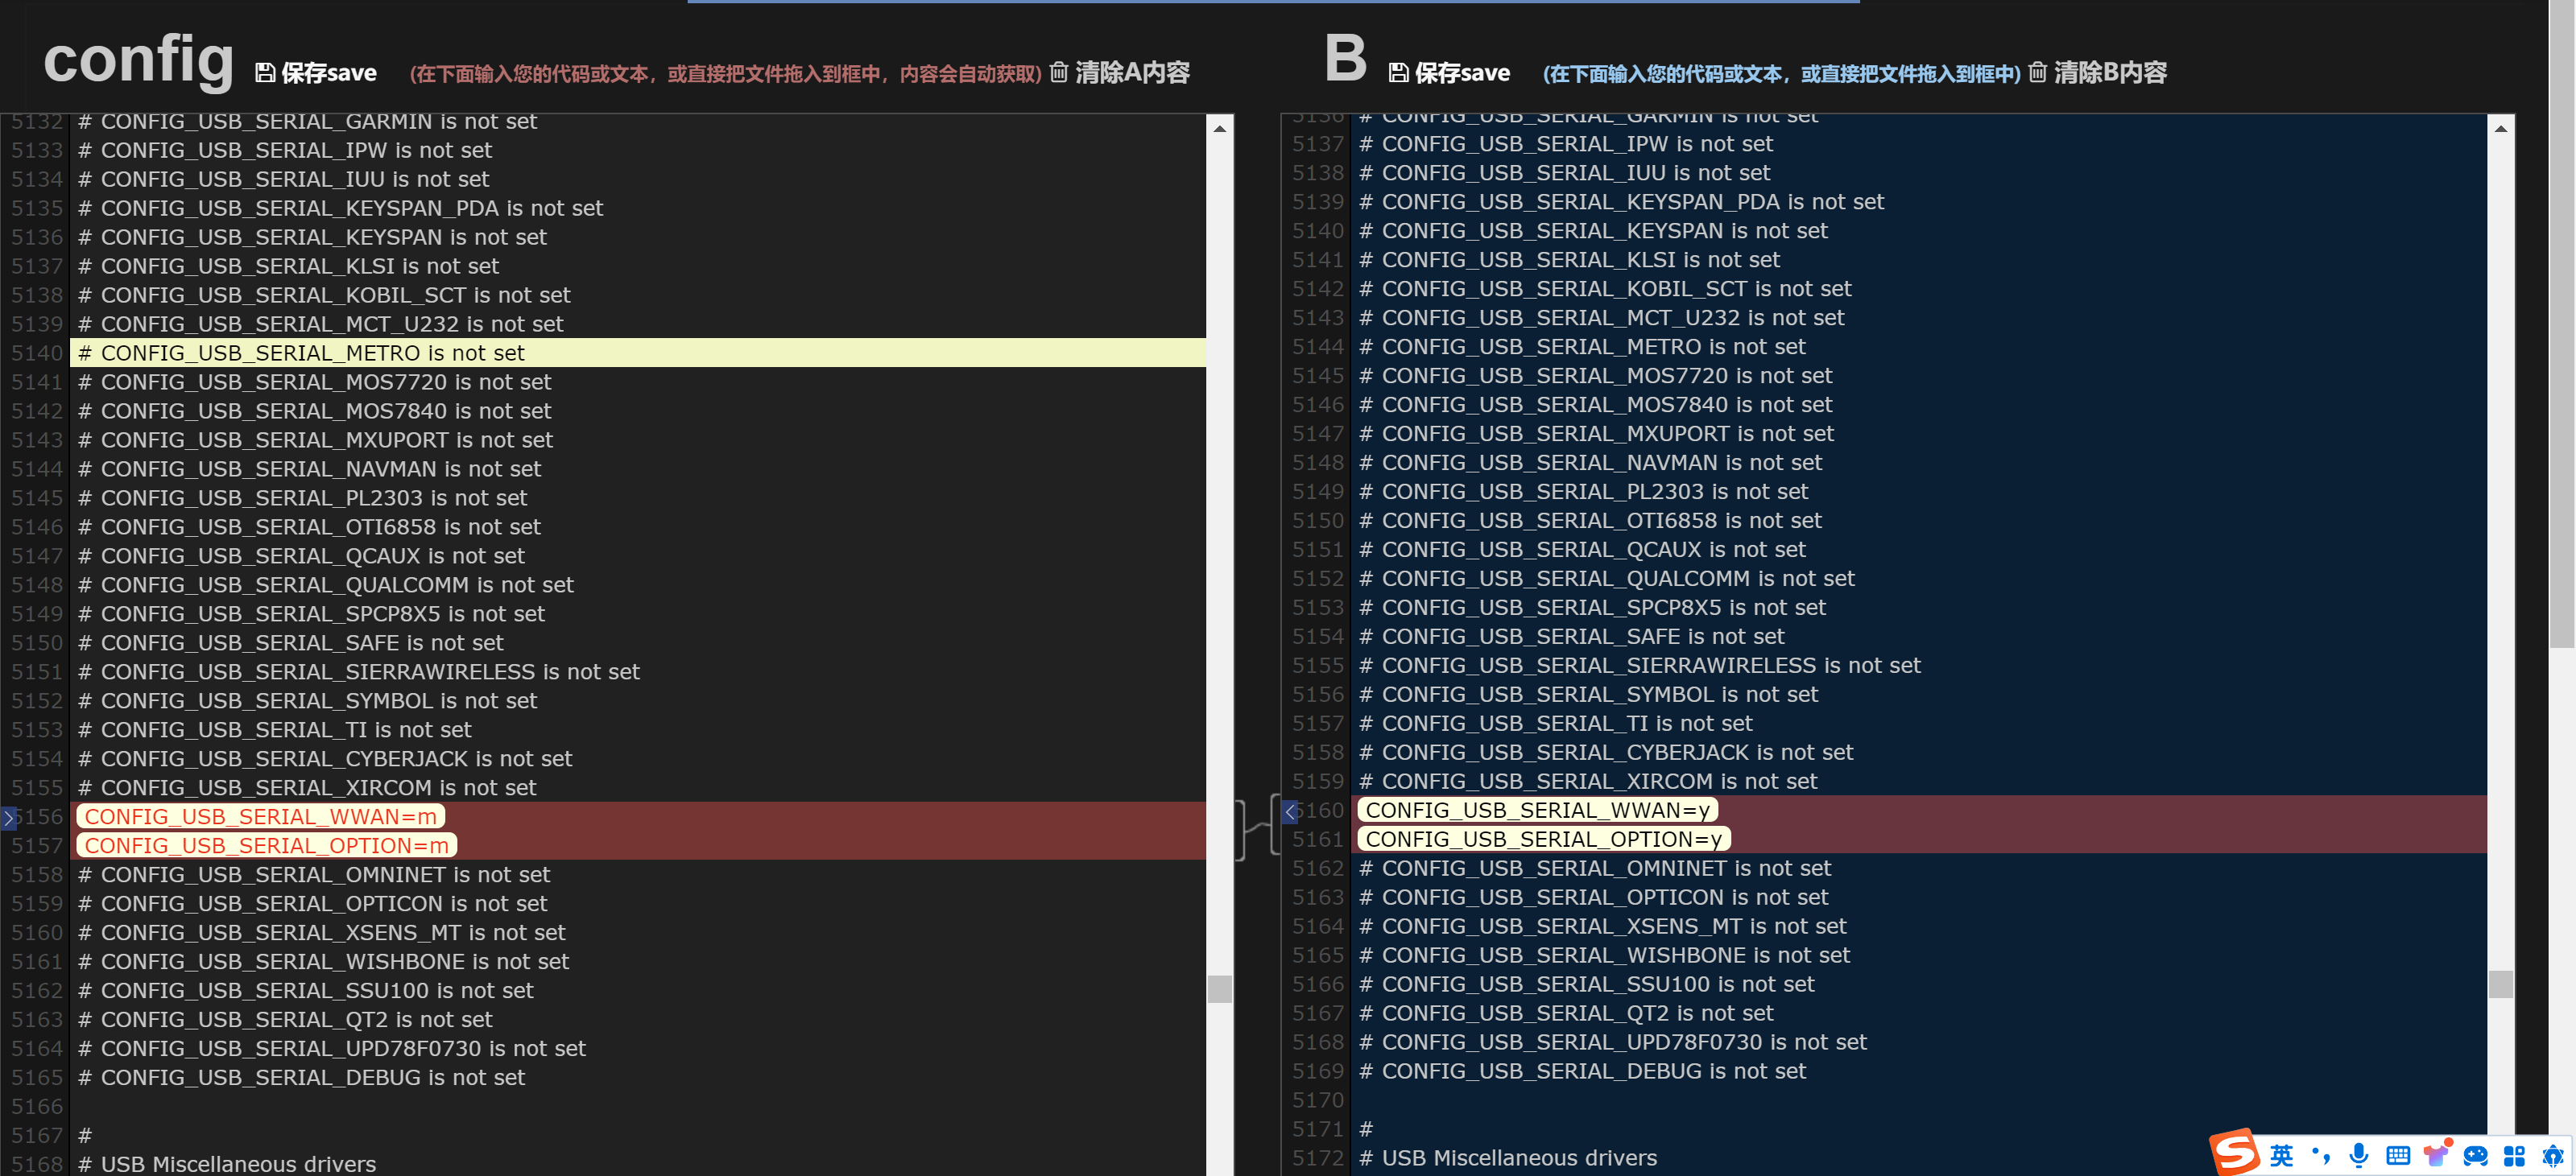 config 保存save (在下面输入您的代码或文本，或直接把文件拖入到框中，内容会自动获取) 清除A内容
5132 # CONFIG_USB_SERIAL_GARMIN is not set
5133 # CONFIG_USB_SERIAL_IPW is not set
5134 # CONFIG_USB_SERIAL_IUU is not set
5135 # CONFIG_USB_SERIAL_KEYSPAN_PDA is not set
5136 # CONFIG_USB_SERIAL_KEYSPAN is not set
5137 # CONFIG_USB_SERIAL_KLSI is not set
5138 # CONFIG_USB_SERIAL_KOBIL_SCT is not set
5139 # CONFIG_USB_SERIAL_MCT_U232 is not set
5140 # CONFIG_USB_SERIAL_METRO is not set
5141 # CONFIG_USB_SERIAL_MOS7720 is not set
5142 # CONFIG_USB_SERIAL_MOS7840 is not set
5143 # CONFIG_USB_SERIAL_MXUPORT is not set
5144 # CONFIG_USB_SERIAL_NAVMAN is not set
5145 # CONFIG_USB_SERIAL_PL2303 is not set
5146 # CONFIG_USB_SERIAL_OTI6858 is not set
5147 # CONFIG_USB_SERIAL_QCAUX is not set
5148 # CONFIG_USB_SERIAL_QUALCOMM is not set
5149 # CONFIG_USB_SERIAL_SPCP8X5 is not set
5150 # CONFIG_USB_SERIAL_SAFE is not set
5151 # CONFIG_USB_SERIAL_SIERRAWIRELESS is not set
5152 # CONFIG_USB_SERIAL_SYMBOL is not set
5153 # CONFIG_USB_SERIAL_TI is not set
5154 # CONFIG_USB_SERIAL_CYBERJACK is not set
5155 # CONFIG_USB_SERIAL_XIRCOM is not set
5156 CONFIG_USB_SERIAL_WWAN=m
5157 CONFIG_USB_SERIAL_OPTION=m
5158 # CONFIG_USB_SERIAL_OMNINET is not set
5159 # CONFIG_USB_SERIAL_OPTICON is not set
5160 # CONFIG_USB_SERIAL_XSENS_MT is not set
5161 # CONFIG_USB_SERIAL_WISHBONE is not set
5162 # CONFIG_USB_SERIAL_SSU100 is not set
5163 # CONFIG_USB_SERIAL_QT2 is not set
5164 # CONFIG_USB_SERIAL_UPD78F0730 is not set
5165 # CONFIG_USB_SERIAL_DEBUG is not set
5166
5167 #
5168 # USB Miscellaneous drivers
B 保存save (在下面输入您的代码或文本，或直接把文件拖入到框中) 清除B内容
5136 # CONFIG_USB_SERIAL_GARMIN is not set
5137 # CONFIG_USB_SERIAL_IPW is not set
5138 # CONFIG_USB_SERIAL_IUU is not set
5139 # CONFIG_USB_SERIAL_KEYSPAN_PDA is not set
5140 # CONFIG_USB_SERIAL_KEYSPAN is not set
5141 # CONFIG_USB_SERIAL_KLSI is not set
5142 # CONFIG_USB_SERIAL_KOBIL_SCT is not set
5143 # CONFIG_USB_SERIAL_MCT_U232 is not set
5144 # CONFIG_USB_SERIAL_METRO is not set
5145 # CONFIG_USB_SERIAL_MOS7720 is not set
5146 # CONFIG_USB_SERIAL_MOS7840 is not set
5147 # CONFIG_USB_SERIAL_MXUPORT is not set
5148 # CONFIG_USB_SERIAL_NAVMAN is not set
5149 # CONFIG_USB_SERIAL_PL2303 is not set
5150 # CONFIG_USB_SERIAL_OTI6858 is not set
5151 # CONFIG_USB_SERIAL_QCAUX is not set
5152 # CONFIG_USB_SERIAL_QUALCOMM is not set
5153 # CONFIG_USB_SERIAL_SPCP8X5 is not set
5154 # CONFIG_USB_SERIAL_SAFE is not set
5155 # CONFIG_USB_SERIAL_SIERRAWIRELESS is not set
5156 # CONFIG_USB_SERIAL_SYMBOL is not set
5157 # CONFIG_USB_SERIAL_TI is not set
5158 # CONFIG_USB_SERIAL_CYBERJACK is not set
5159 # CONFIG_USB_SERIAL_XIRCOM is not set
5160 CONFIG_USB_SERIAL_WWAN=y
5161 CONFIG_USB_SERIAL_OPTION=y
5162 # CONFIG_USB_SERIAL_OMNINET is not set
5163 # CONFIG_USB_SERIAL_OPTICON is not set
5164 # CONFIG_USB_SERIAL_XSENS_MT is not set
5165 # CONFIG_USB_SERIAL_WISHBONE is not set
5166 # CONFIG_USB_SERIAL_SSU100 is not set
5167 # CONFIG_USB_SERIAL_QT2 is not set
5168 # CONFIG_USB_SERIAL_UPD78F0730 is not set
5169 # CONFIG_USB_SERIAL_DEBUG is not set
5170
5171 #
5172 # USB Miscellaneous drivers
英